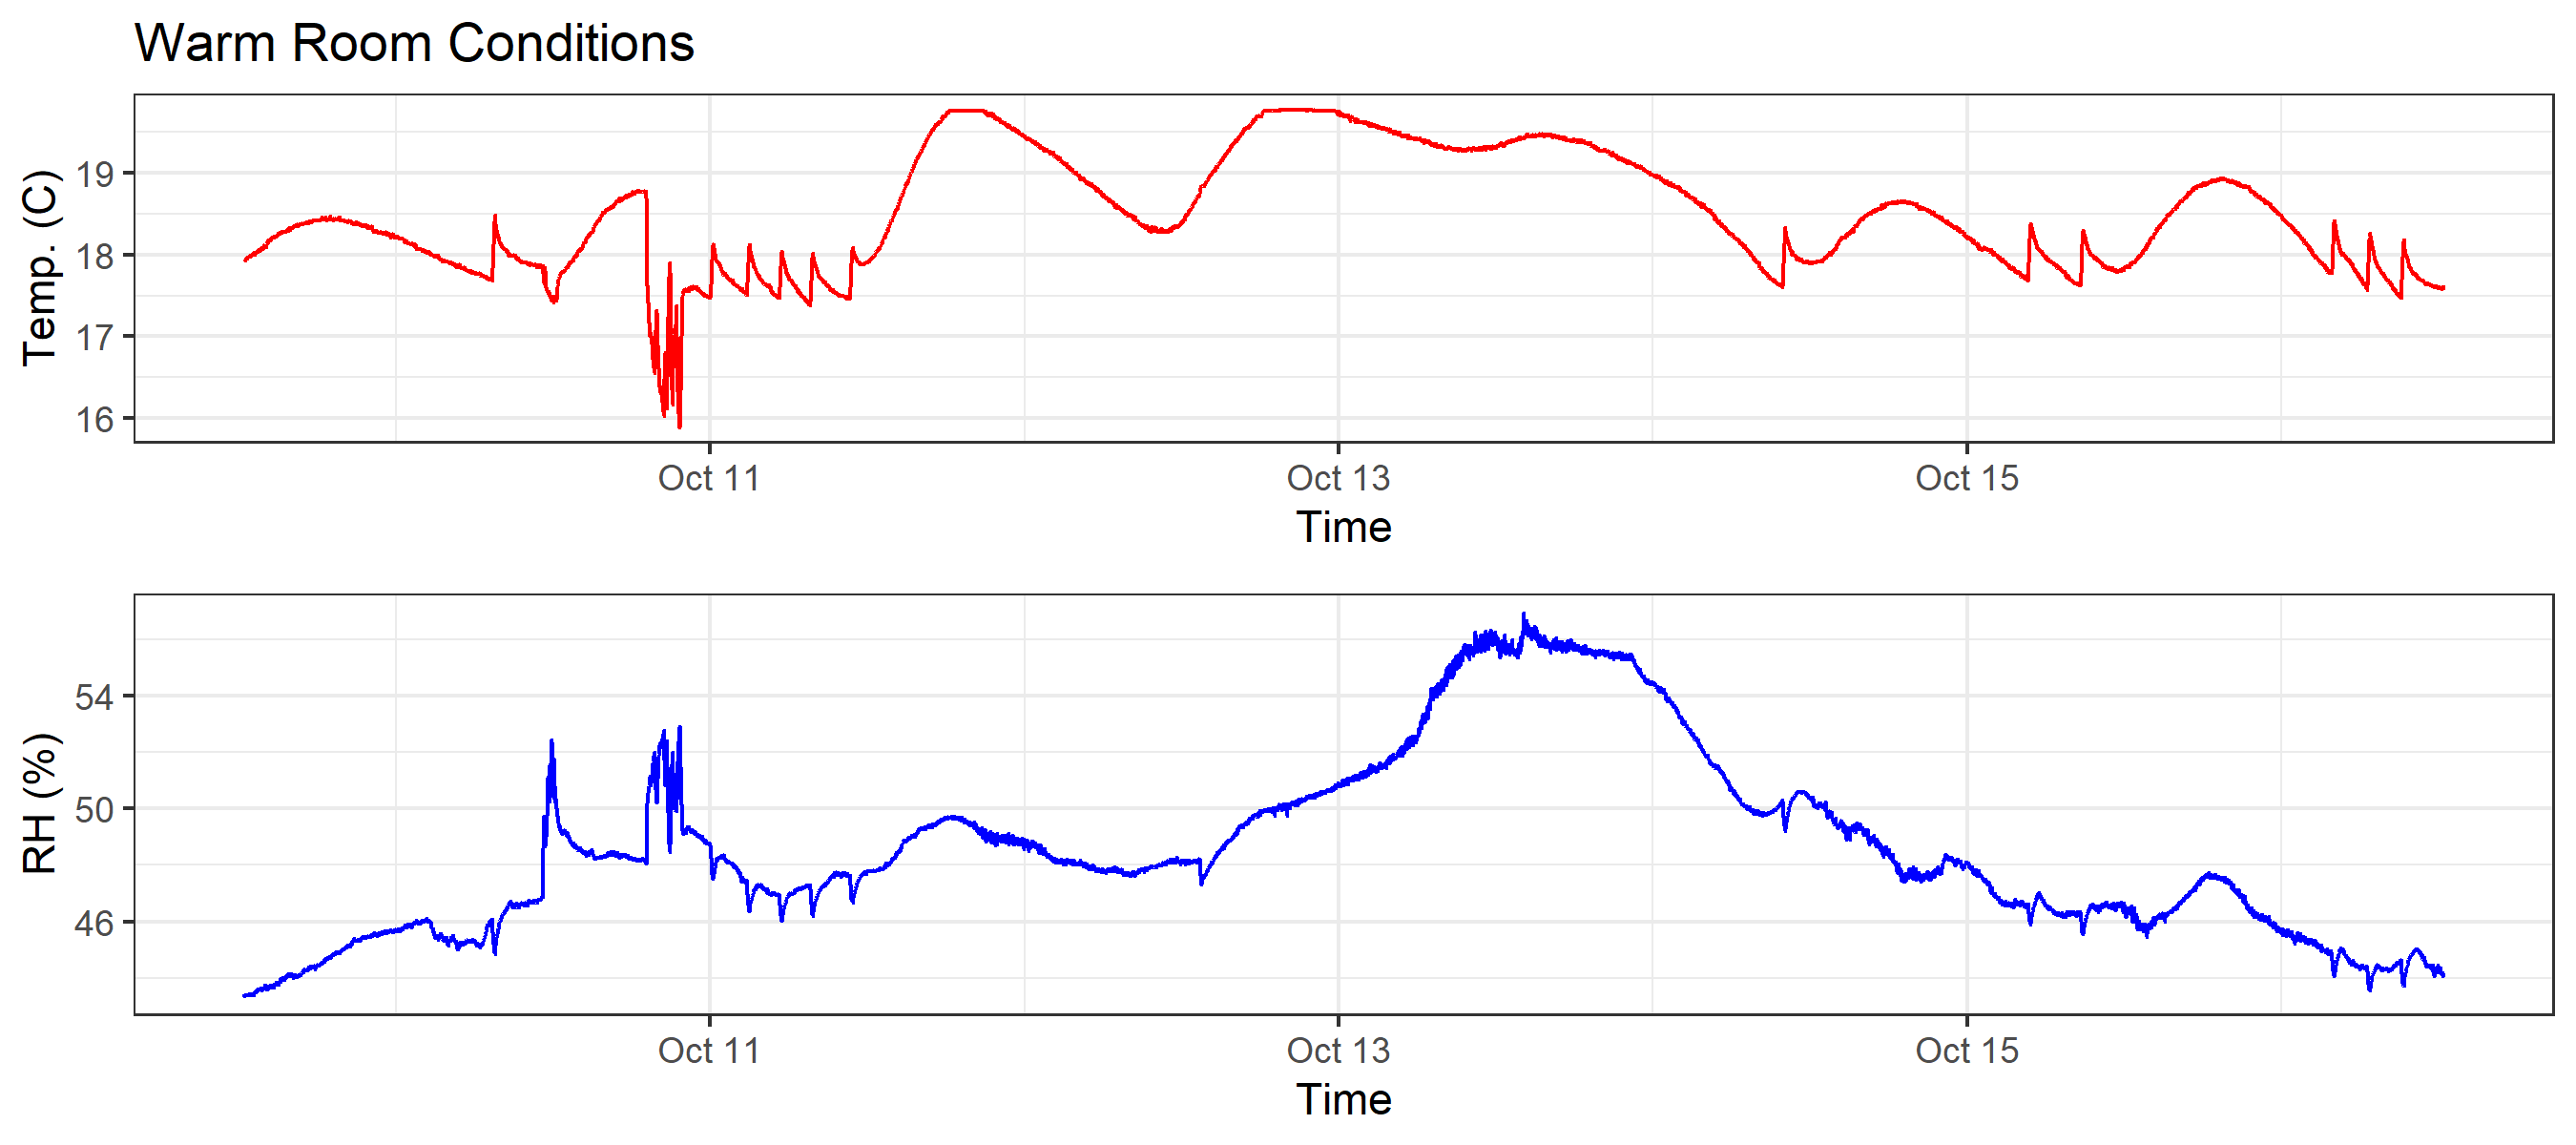 Warm Room Conditions
Temp. (C)
19
18
17
16
Oct 11 Oct 13 Oct 15
Time
RH (%)
54
50
46
Oct 11 Oct 13 Oct 15
Time